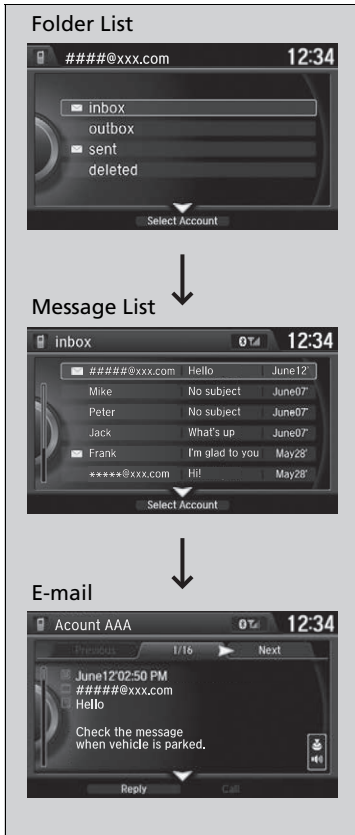 Folder List
####@xxx.com 12:34
inbox
outbox
sent
deleted
Select Account
Message List
inbox 12:34
#####@xxx.com Hello June12'
Mike No subject June07'
Peter No subject June07'
Jack What's up June07'
Frank I'm glad to you May28'
*****@xxx.com Hi! May28'
Select Account
E-mail
Acount AAA 12:34
Previous 1/16 Next
June12'02:50 PM
#####@xxx.com
Hello
Check the message
when vehicle is parked.
Reply Call